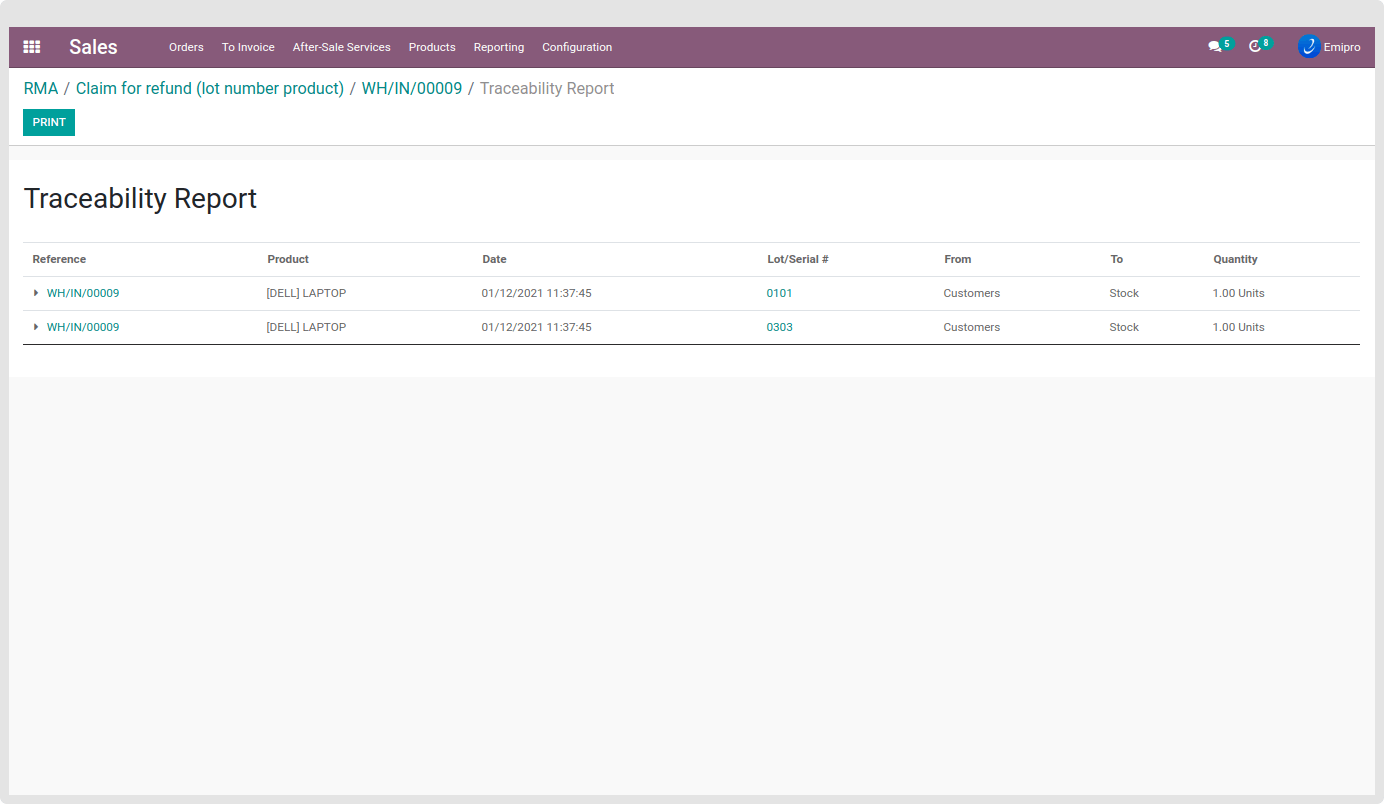 Sales Orders To Invoice After-Sale Services Products Reporting Configuration 5 8 Emipro
RMA / Claim for refund (lot number product) / WH/IN/00009 / Traceability Report
PRINT
Traceability Report
Reference Product Date Lot/Serial # From To Quantity
WH/IN/00009 [DELL] LAPTOP 01/12/2021 11:37:45 0101 Customers Stock 1.00 Units
WH/IN/00009 [DELL] LAPTOP 01/12/2021 11:37:45 0303 Customers Stock 1.00 Units